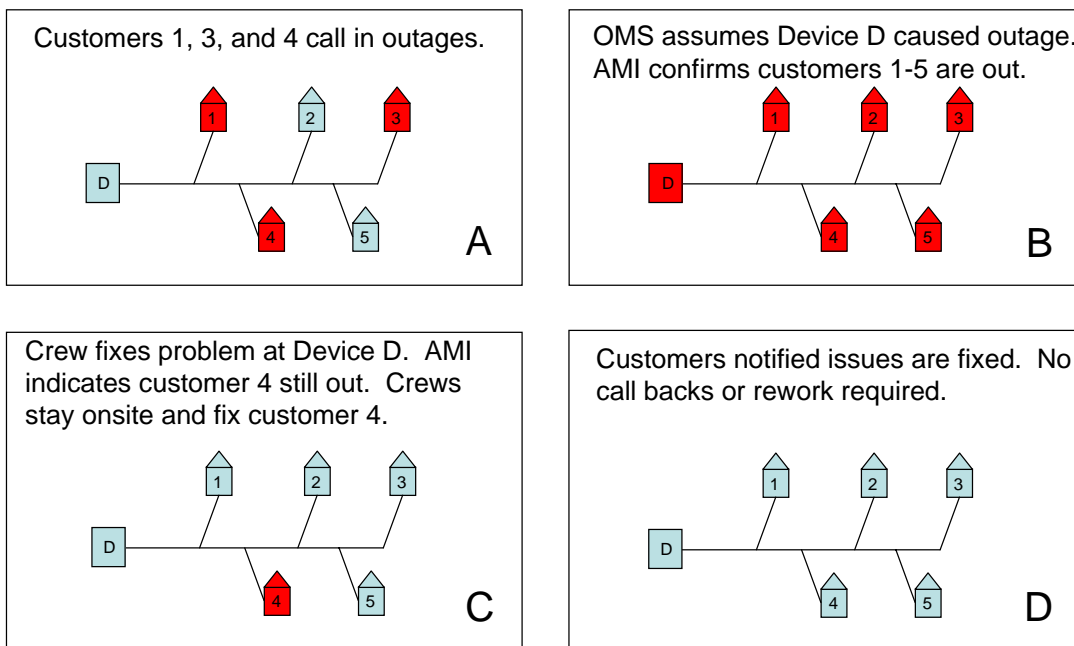 Customers 1, 3, and 4 call in outages.
1
2
3
D
4
5
A
OMS assumes Device D caused outage.
AMI confirms customers 1-5 are out.
1
2
3
D
4
5
B
Crew fixes problem at Device D. AMI
indicates customer 4 still out. Crews
stay onsite and fix customer 4.
1
2
3
D
4
5
C
Customers notified issues are fixed. No
call backs or rework required.
1
2
3
D
4
5
D